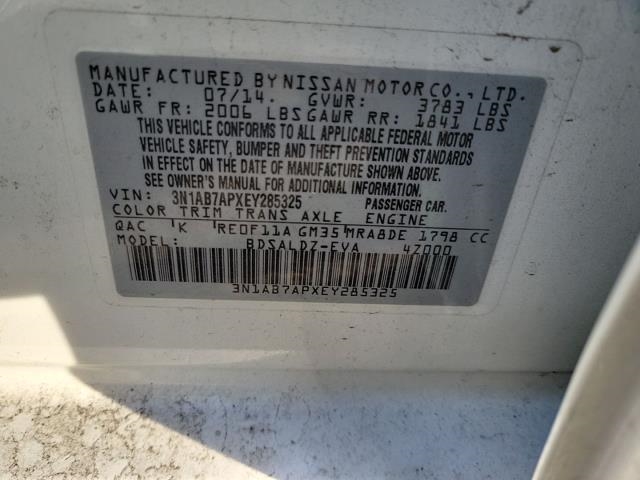 MANUFACTURED BY NISSAN MOTOR CO., LTD.
DATE: 07/14. GVWR: 3783 LBS
GAWR FR: 2006 LBS GAWR RR: 1841 LBS
THIS VEHICLE CONFORMS TO ALL APPLICABLE FEDERAL MOTOR
VEHICLE SAFETY, BUMPER AND THEFT PREVENTION STANDARDS
IN EFFECT ON THE DATE OF MANUFACTURE SHOWN ABOVE.
SEE OWNER'S MANUAL FOR ADDITIONAL INFORMATION.
VIN: 3N1AB7APXEY285325 PASSENGER CAR.
COLOR TRIM TRANS AXLE ENGINE
QAC K RE0F11A GM35 MRA8DE 1798 CC
MODEL: BDSALDZ-EVA 47000
3N1AB7APXEY285325